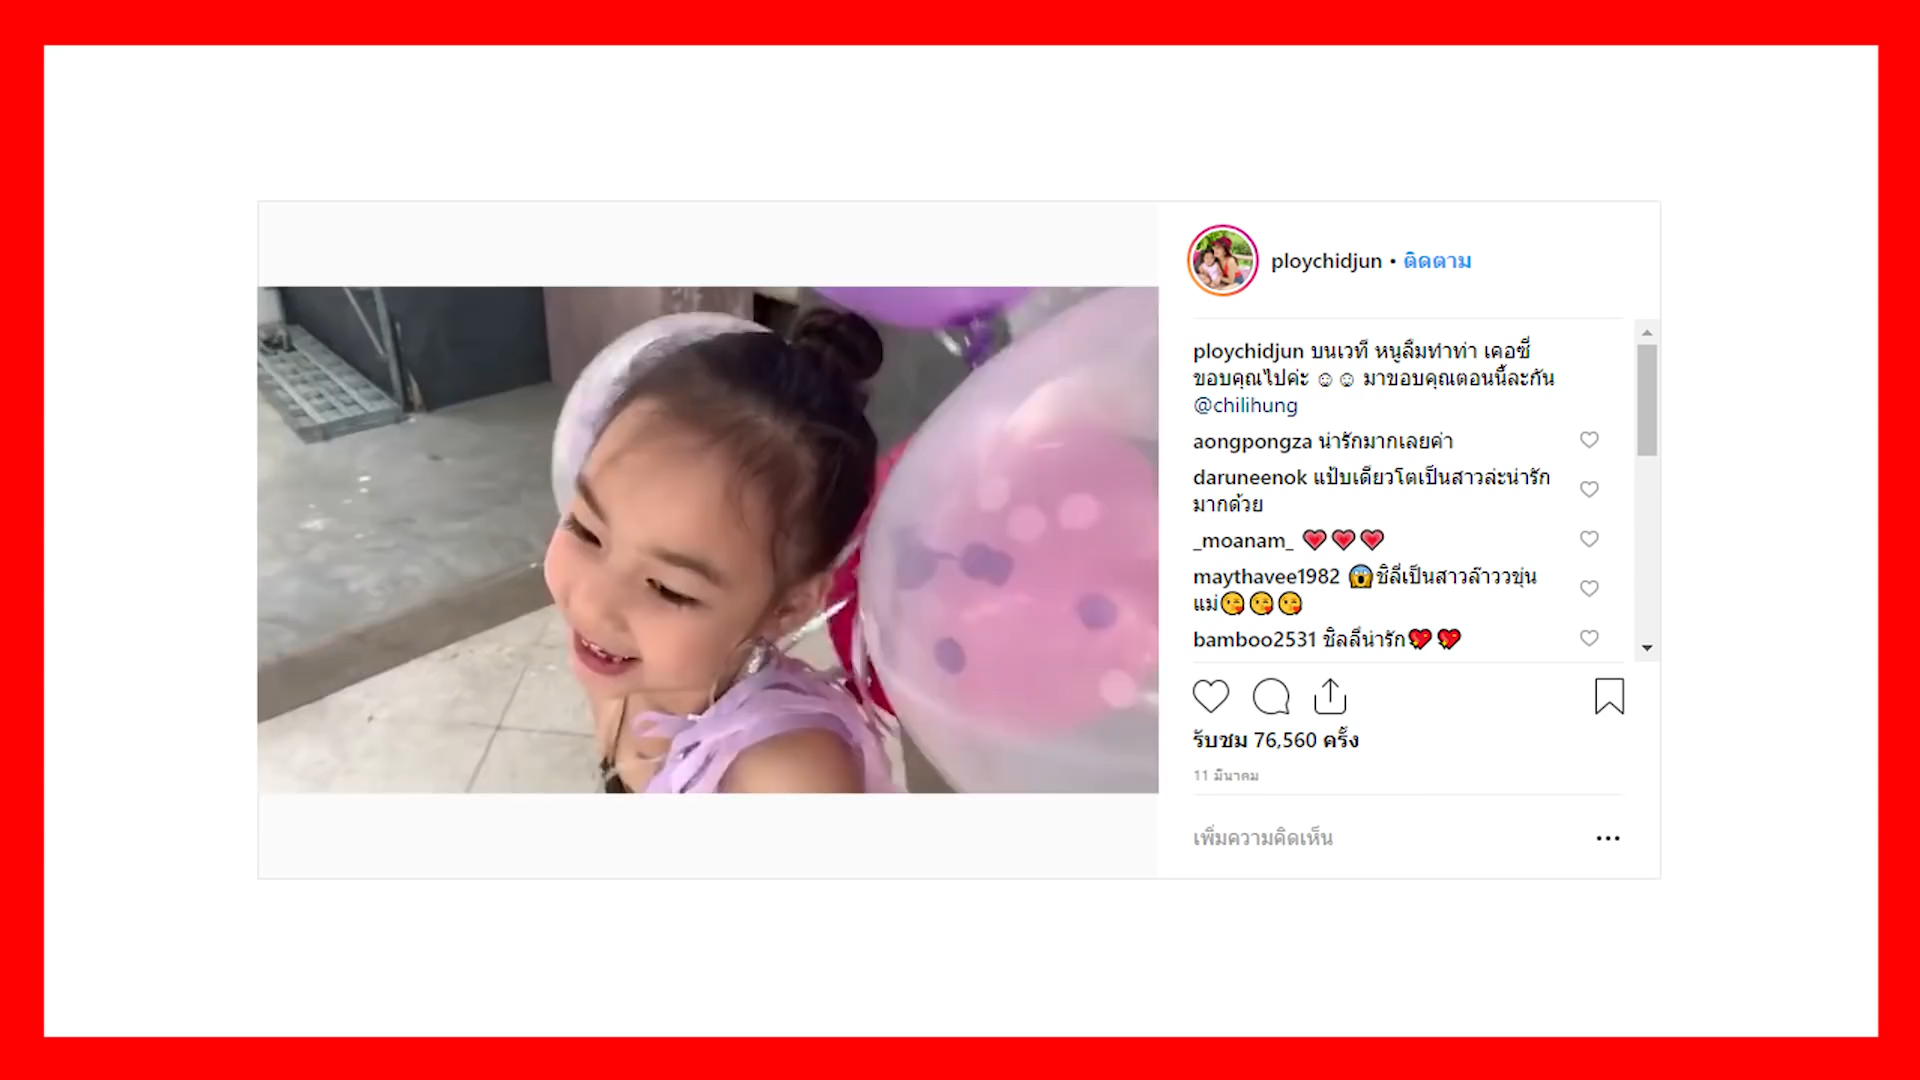 ploychidjun • ติดตาม
ploychidjun บนเวที หนูลืมทำท่า เคอซี่
ขอบคุณไปค่ะ ☺☺ มาขอบคุณตอนนี้ละกัน
@chilihung
aongpongza น่ารักมากเลยค่า
daruneenok แป้บเดียวโตเป็นสาวล่ะน่ารัก
มากด้วย
_moanam_ 💗💗💗
maythavee1982 😱ชิลี่เป็นสาวล๊าววขุ่น
แม่😘😘😘
bamboo2531 ชิลลี่น่ารัก💖💖
รับชม 76,560 ครั้ง
11 มีนาคม
เพิ่มความคิดเห็น